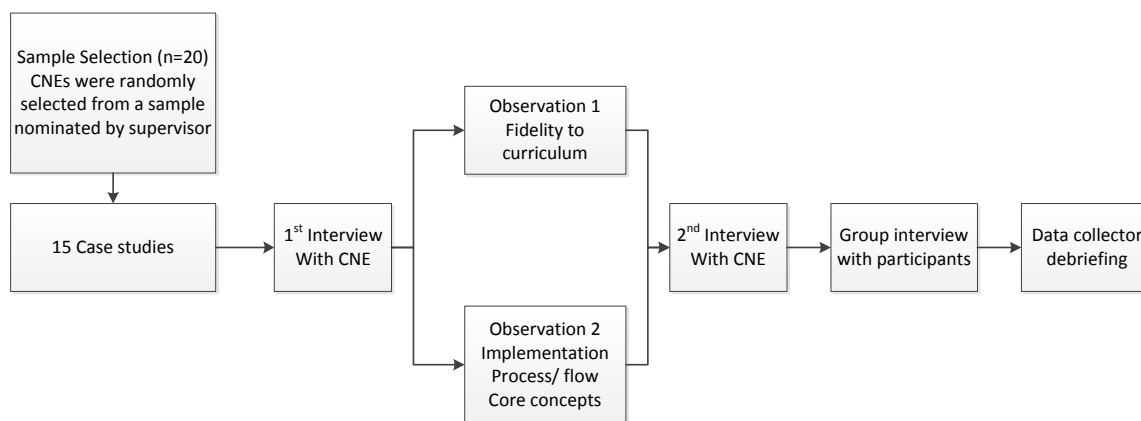 Sample Selection (n=20)
CNEs were randomly
selected from a sample
nominated by supervisor
15 Case studies
1st Interview
With CNE
Observation 1
Fidelity to
curriculum
Observation 2
Implementation
Process/ flow
Core concepts
2nd Interview
With CNE
Group interview
with participants
Data collector
debriefing